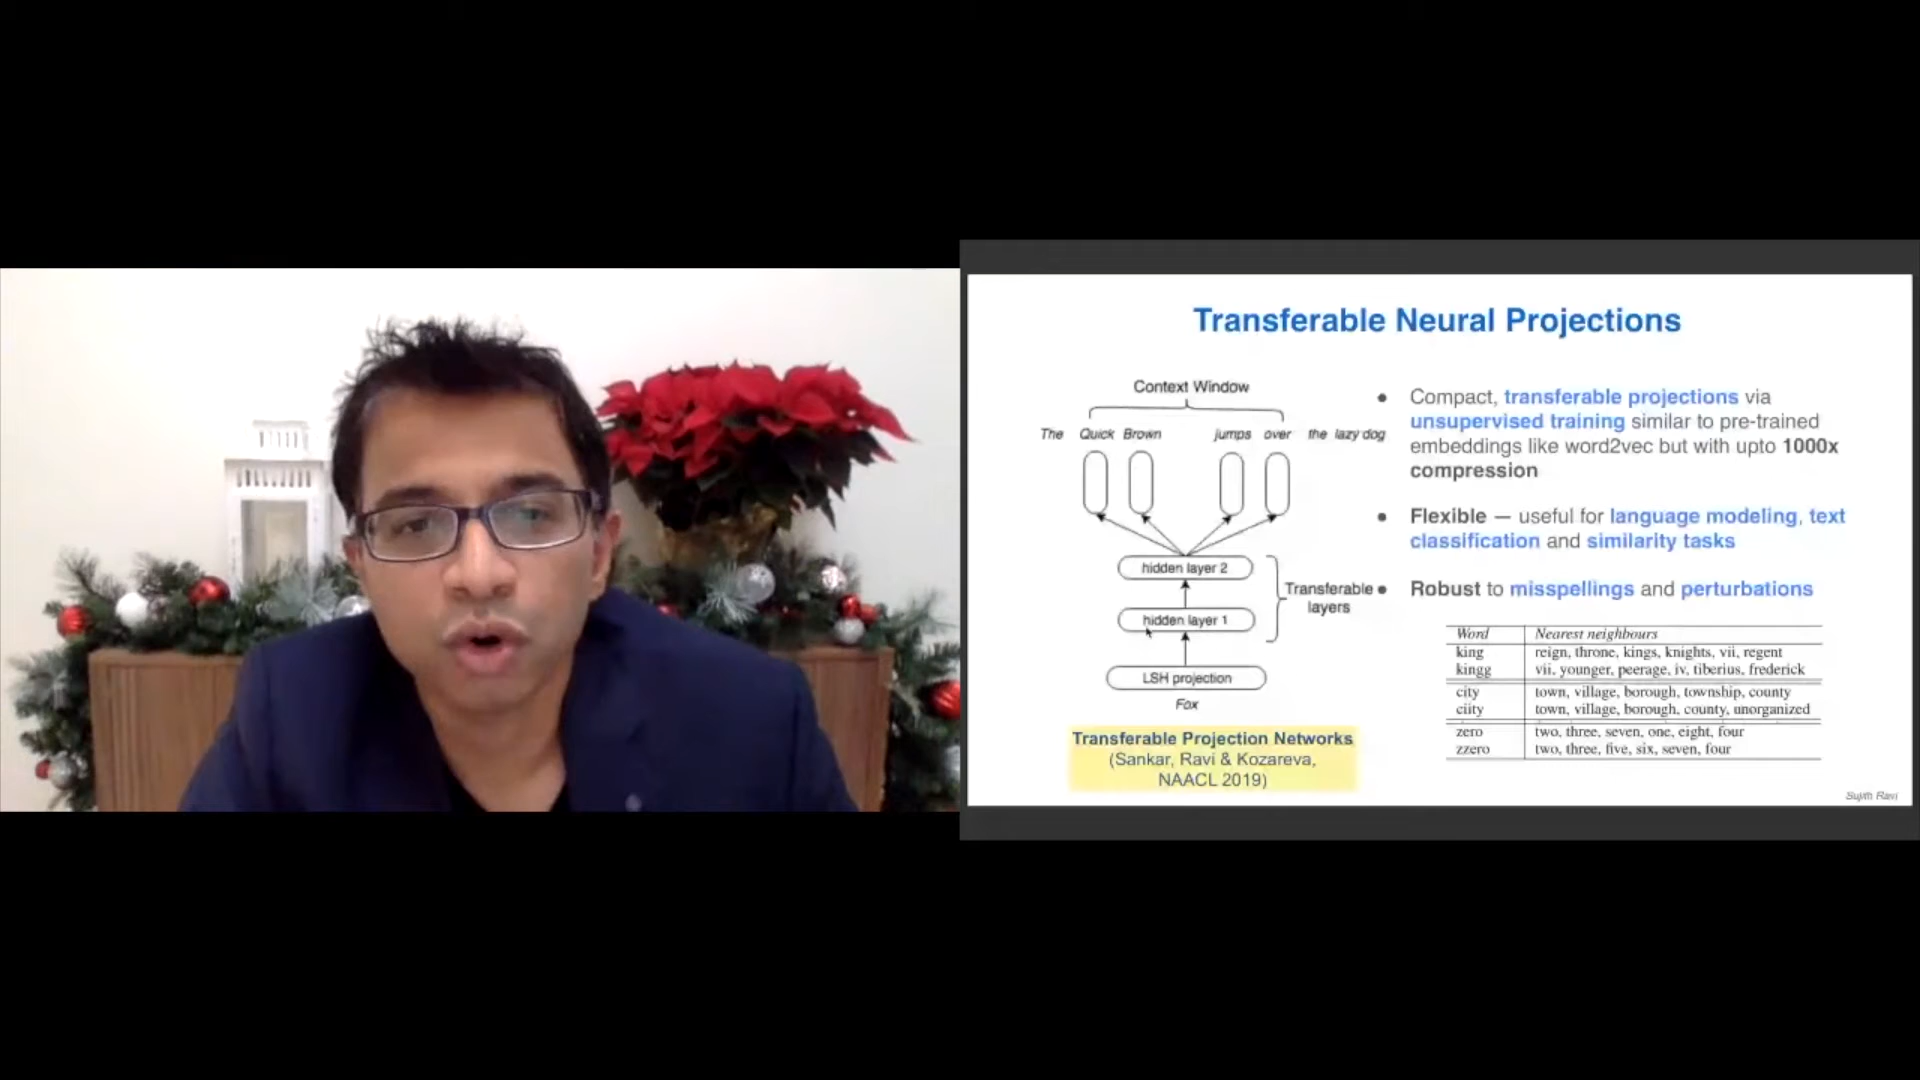 Transferable Neural Projections
Context Window
The Quick Brown jumps over the lazy dog
hidden layer 2
hidden layer 1
Transferable
layers
LSH projection
Fox
Transferable Projection Networks
(Sankar, Ravi & Kozareva,
NAACL 2019)
• Compact, transferable projections via
unsupervised training similar to pre-trained
embeddings like word2vec but with upto 1000x
compression
• Flexible — useful for language modeling, text
classification and similarity tasks
• Robust to misspellings and perturbations
Word Nearest neighbours
king reign, throne, kings, knights, vii, regent
kingg vii, younger, peerage, iv, tiberius, frederick
city town, village, borough, township, county
ciity town, village, borough, county, unorganized
zero two, three, seven, one, eight, four
zzero two, three, five, six, seven, four
Sujith Ravi